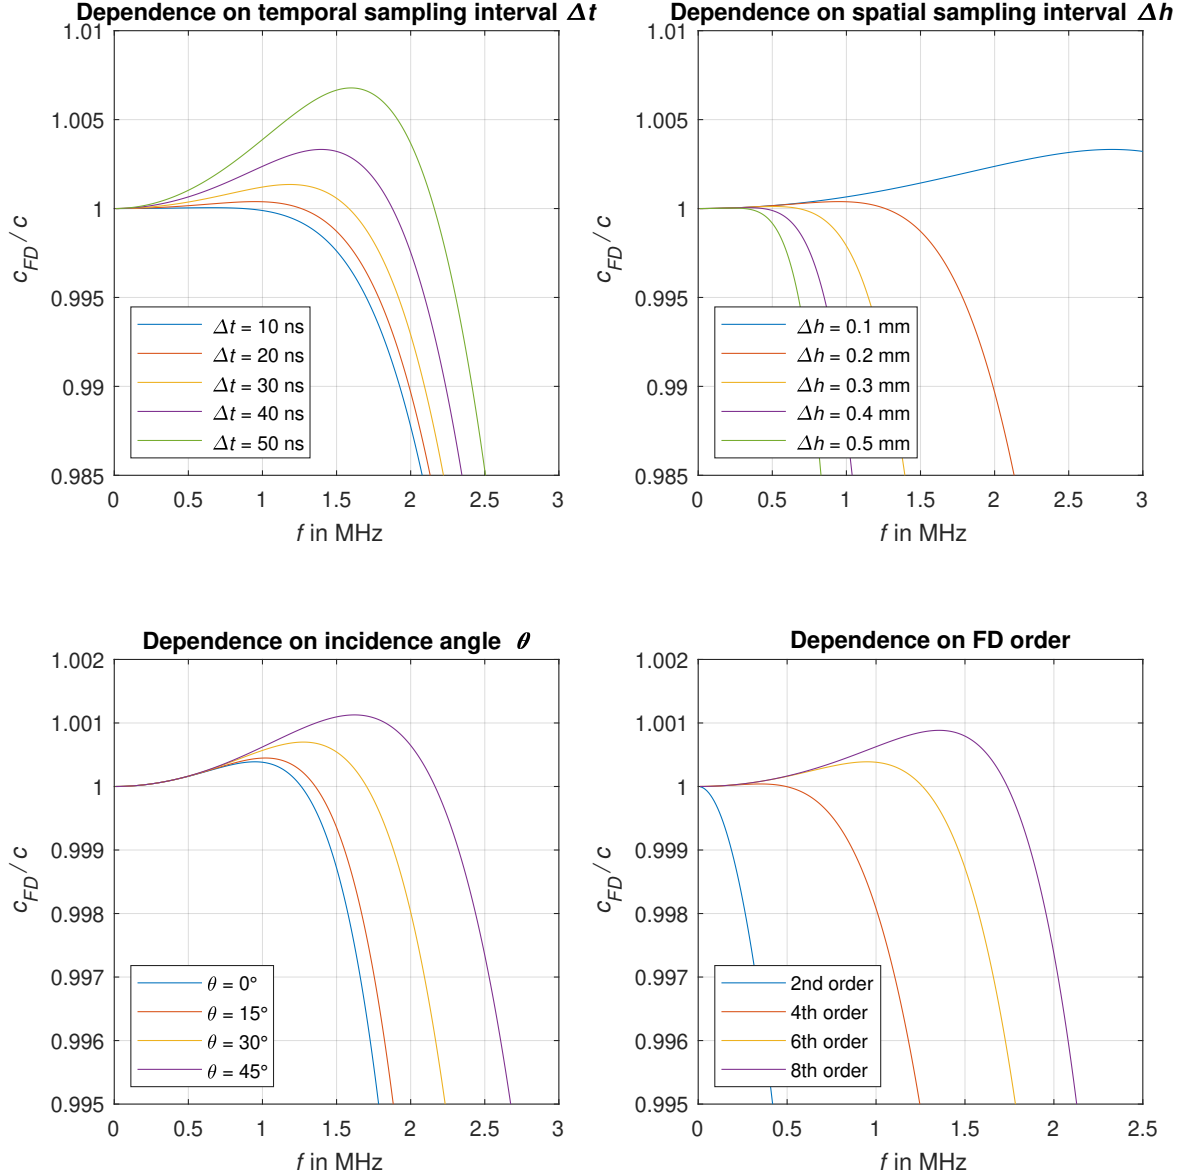 Dependence on temporal sampling interval Δt
1.01
1.005
1
0.995
0.99
0.985
c_FD / c
Δt = 10 ns
Δt = 20 ns
Δt = 30 ns
Δt = 40 ns
Δt = 50 ns
0 0.5 1 1.5 2 2.5 3
f in MHz
Dependence on spatial sampling interval Δh
1.01
1.005
1
0.995
0.99
0.985
c_FD / c
Δh = 0.1 mm
Δh = 0.2 mm
Δh = 0.3 mm
Δh = 0.4 mm
Δh = 0.5 mm
0 0.5 1 1.5 2 2.5 3
f in MHz
Dependence on incidence angle θ
1.002
1.001
1
0.999
0.998
0.997
0.996
0.995
c_FD / c
θ = 0°
θ = 15°
θ = 30°
θ = 45°
0 0.5 1 1.5 2 2.5 3
f in MHz
Dependence on FD order
1.002
1.001
1
0.999
0.998
0.997
0.996
0.995
c_FD / c
2nd order
4th order
6th order
8th order
0 0.5 1 1.5 2 2.5
f in MHz